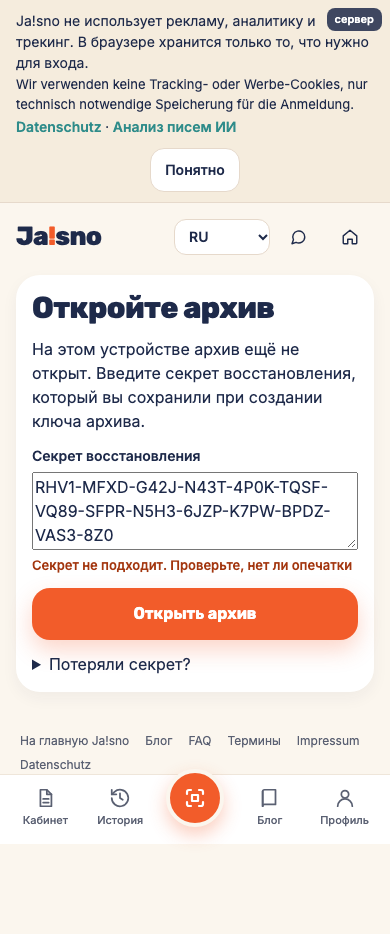 Ja!sno не использует рекламу, аналитику и
сервер
трекинг. В браузере хранится только то, что нужно
для входа.
Wir verwenden keine Tracking- oder Werbe-Cookies, nur
technisch notwendige Speicherung für die Anmeldung.
Datenschutz · Анализ писем ИИ
Понятно
Ja!sno
RU
Откройте архив
На этом устройстве архив ещё не
открыт. Введите секрет восстановления,
который вы сохранили при создании
ключа архива.
Секрет восстановления
RHV1-MFXD-G42J-N43T-4P0K-TQSF-
VQ89-SFPR-N5H3-6JZP-K7PW-BPDZ-
VAS3-8Z0
Секрет не подходит. Проверьте, нет ли опечатки
Открыть архив
Потеряли секрет?
На главную Ja!sno Блог FAQ Термины Impressum
Datenschutz
Кабинет История Блог Профиль